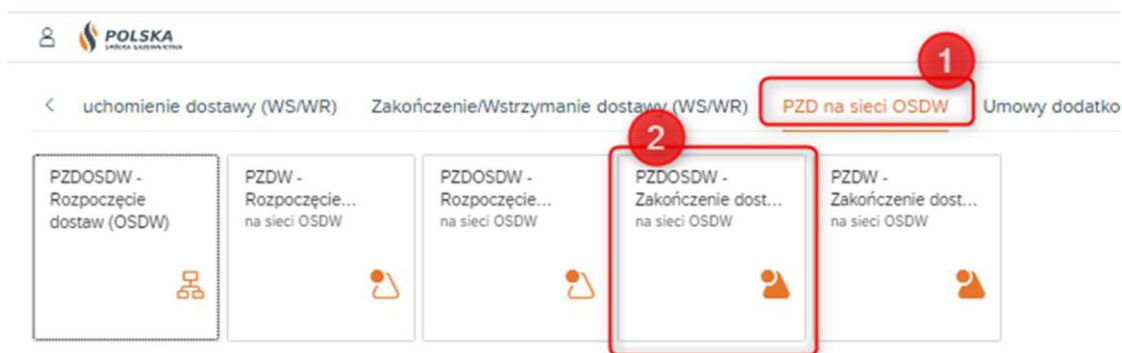 POLSKA
SPÓŁKA GAZOWNICTWA
1
uchomienie dostawy (WS/WR) Zakończenie/Wstrzymanie dostawy (WS/WR) PZD na sieci OSDW Umowy dodatko
2
PZDOSDW -
Rozpoczęcie
dostaw (OSDW)
PZDW -
Rozpoczęcie...
na sieci OSDW
PZDOSDW -
Rozpoczęcie...
na sieci OSDW
PZDOSDW -
Zakończenie dost...
na sieci OSDW
PZDW -
Zakończenie dost...
na sieci OSDW